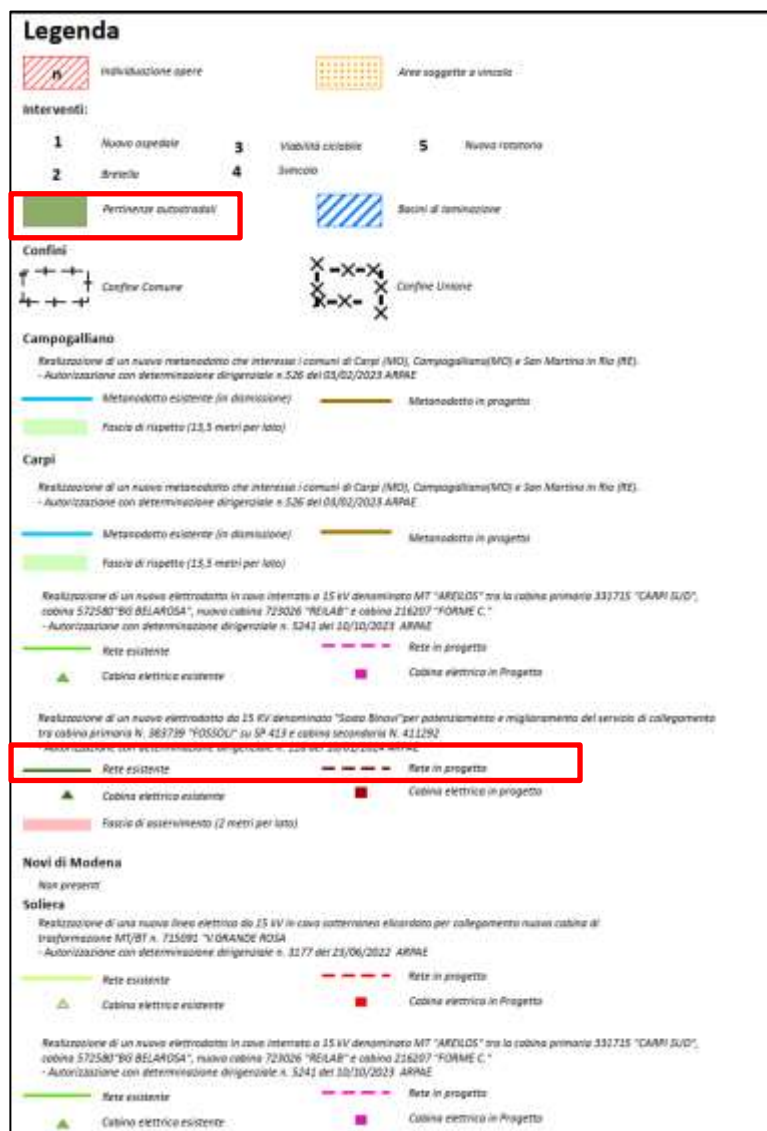 Legenda
n Individuazione opere Aree soggette a vincolo
Interventi:
1 Nuovo ospedale 3 Viabilità ciclabile 5 Nuova rotatoria
2 Bretella 4 Svincolo
Pertinenze autostradali Bacini di laminazione
Confini
Confine Comune Confine Unione
Campogalliano
Realizzazione di un nuovo metanodotto che interessa i comuni di Carpi (MO), Campogalliano(MO) e San Martino in Rio (RE).
- Autorizzazione con determinazione dirigenziale n.526 del 03/02/2023 ARPAE
Metanodotto esistente (in dismissione) Metanodotto in progetto
Fascia di rispetto (13,5 metri per lato)
Carpi
Realizzazione di un nuovo metanodotto che interessa i comuni di Carpi (MO), Campogalliano(MO) e San Martino in Rio (RE).
- Autorizzazione con determinazione dirigenziale n.526 del 03/02/2023 ARPAE
Metanodotto esistente (in dismissione) Metanodotto in progetto
Fascia di rispetto (13,5 metri per lato)
Realizzazione di un nuovo elettrodotto in cavo interrato a 15 kV denominato MT "AREILOS" tra la cabina primaria 331715 "CARPI SUD",
cabina 572580"BG BELAROSA", nuova cabina 723026 "REILAB" e cabina 216207 "FORME C."
- Autorizzazione con determinazione dirigenziale n. 5241 del 10/10/2023 ARPAE
Rete esistente Rete in progetto
Cabina elettrica esistente Cabina elettrica in Progetto
Realizzazione di un nuovo elettrodotto da 15 KV denominato "Scata Binavi"per potenziamento e miglioramento del servizio di collegamento
tra cabina primaria N. 363739 "FOSSOLI" su SP 413 e cabina secondaria N. 411292
- Autorizzazione con determinazione dirigenziale n. ARPAE
Rete esistente Rete in progetto
Cabina elettrica esistente Cabina elettrica in progetto
Fascia di asservimento (2 metri per lato)
Novi di Modena
Non presenti
Soliera
Realizzazione di una nuova linea elettrica da 15 kV in cavo sotterraneo elicordato per collegamento nuova cabina di
trasformazione MT/BT n. 715091 "V.GRANDE ROSA
- Autorizzazione con determinazione dirigenziale n. 3177 del 23/06/2022 ARPAE
Rete esistente Rete in progetto
Cabina elettrica esistente Cabina elettrica in Progetto
Realizzazione di un nuovo elettrodotto in cavo interrato a 15 kV denominato MT "AREILOS" tra la cabina primaria 331715 "CARPI SUD",
cabina 572580"BG BELAROSA", nuova cabina 723026 "REILAB" e cabina 216207 "FORME C."
- Autorizzazione con determinazione dirigenziale n. 5241 del 10/10/2023 ARPAE
Rete esistente Rete in progetto
Cabina elettrica esistente Cabina elettrica in Progetto